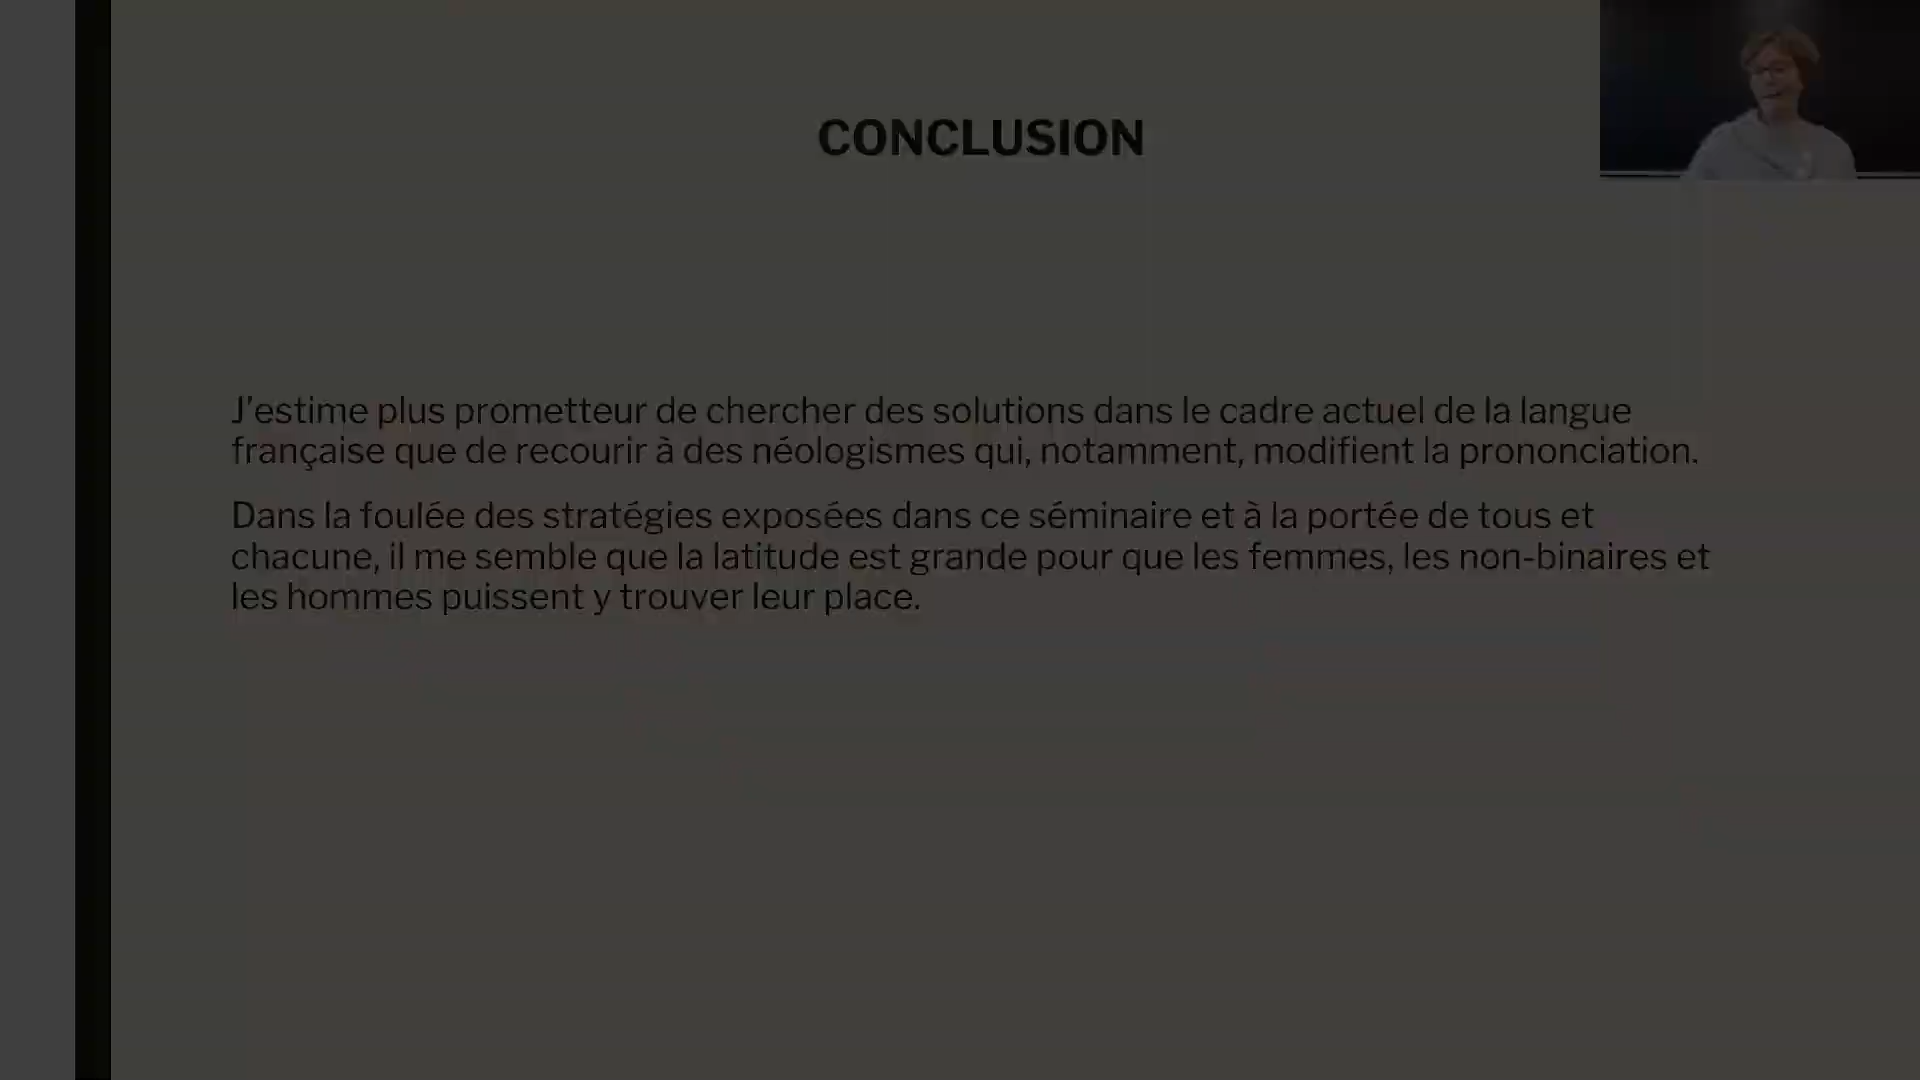 CONCLUSION
J'estime plus prometteur de chercher des solutions dans le cadre actuel de la langue
française que de recourir à des néologismes qui, notamment, modifient la prononciation.
Dans la foulée des stratégies exposées dans ce séminaire et à la portée de tous et
chacune, il me semble que la latitude est grande pour que les femmes, les non-binaires et
les hommes puissent y trouver leur place.